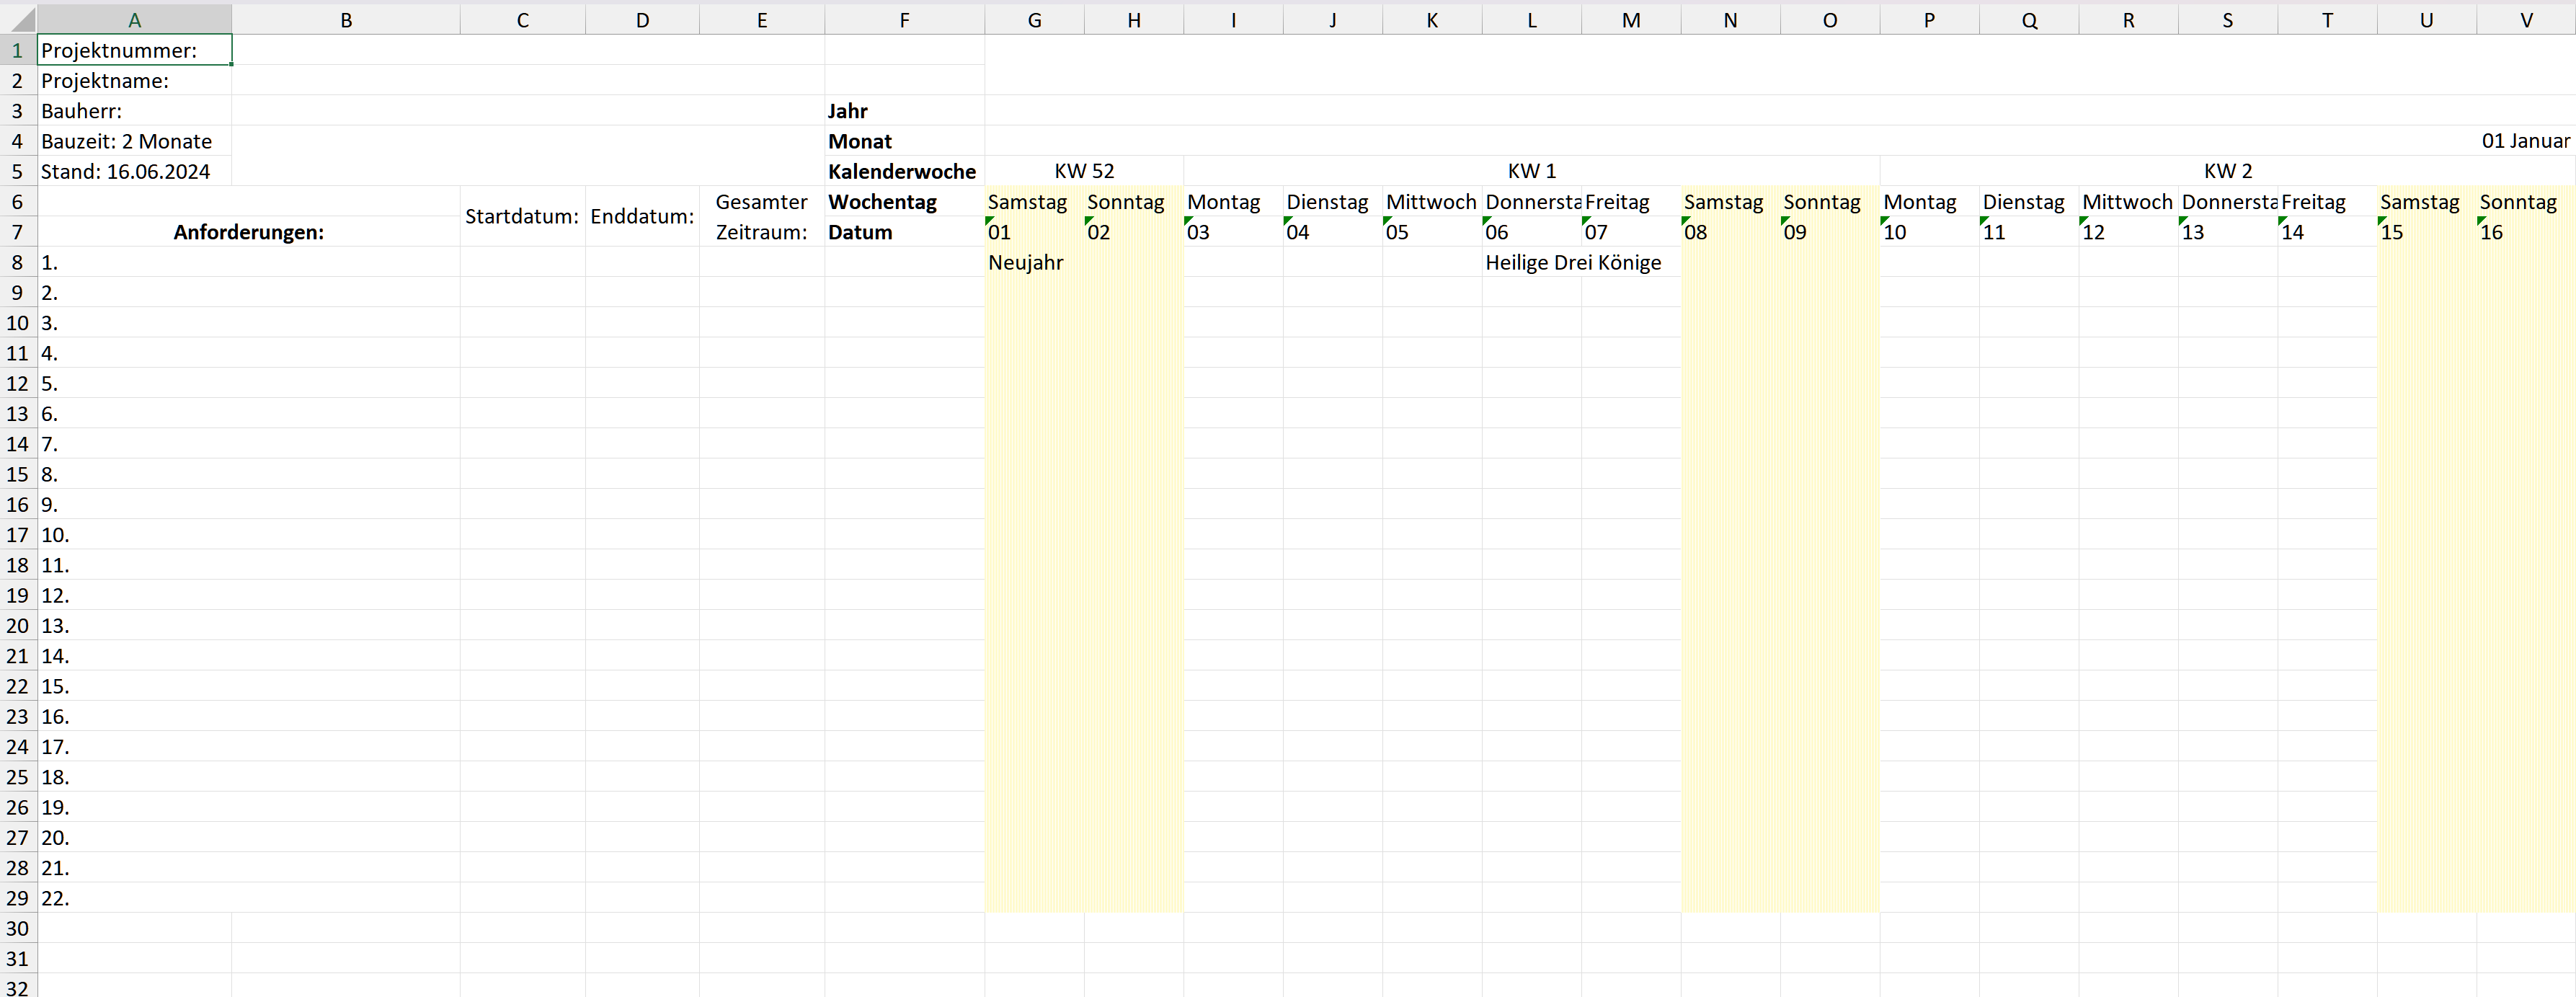 A B C D E F G H I J K L M N O P Q R S T U V
1 Projektnummer:
2 Projektname:
3 Bauherr: Jahr
4 Bauzeit: 2 Monate Monat 01 Januar
5 Stand: 16.06.2024 Kalenderwoche KW 52 KW 1 KW 2
6 Startdatum: Enddatum: Gesamter Wochentag Samstag Sonntag Montag Dienstag Mittwoch Donnersta Freitag Samstag Sonntag Montag Dienstag Mittwoch Donnersta Freitag Samstag Sonntag
7 Anforderungen: Zeitraum: Datum 01 02 03 04 05 06 07 08 09 10 11 12 13 14 15 16
8 1. Neujahr Heilige Drei Könige
9 2.
10 3.
11 4.
12 5.
13 6.
14 7.
15 8.
16 9.
17 10.
18 11.
19 12.
20 13.
21 14.
22 15.
23 16.
24 17.
25 18.
26 19.
27 20.
28 21.
29 22.
30
31
32